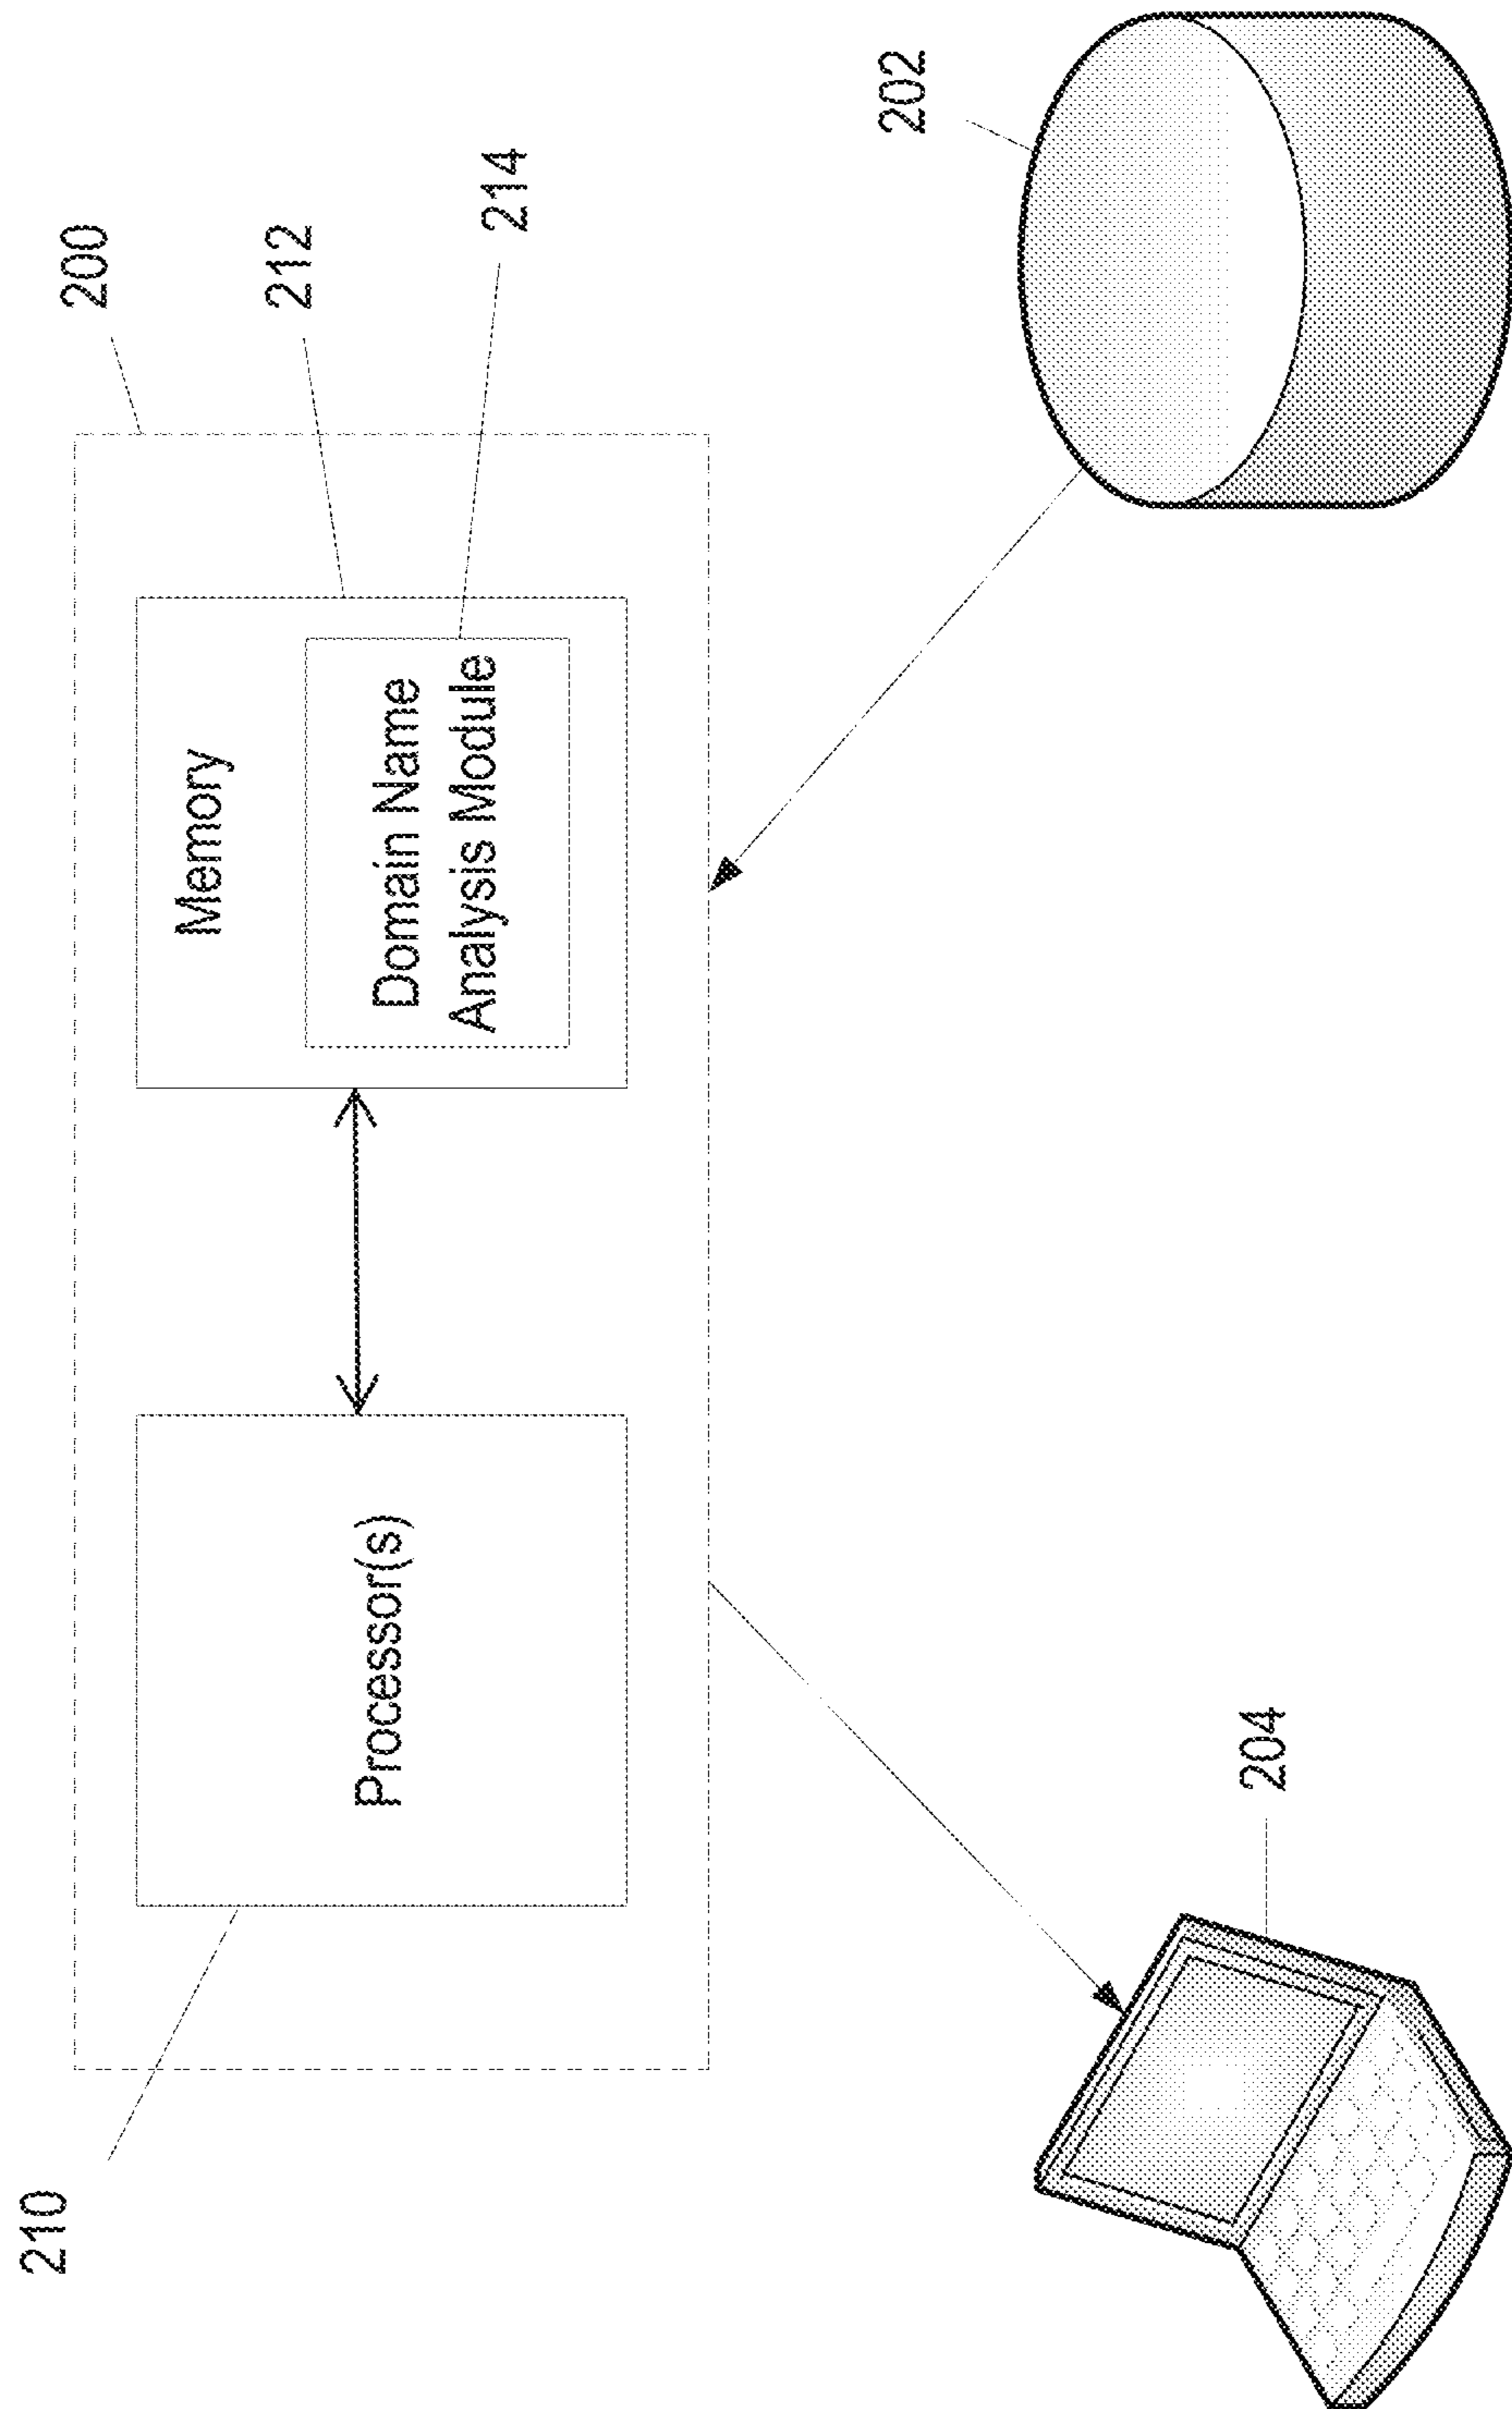 200
212
214
Memory
Domain Name
Analysis Module
Processor(s)
210
202
204